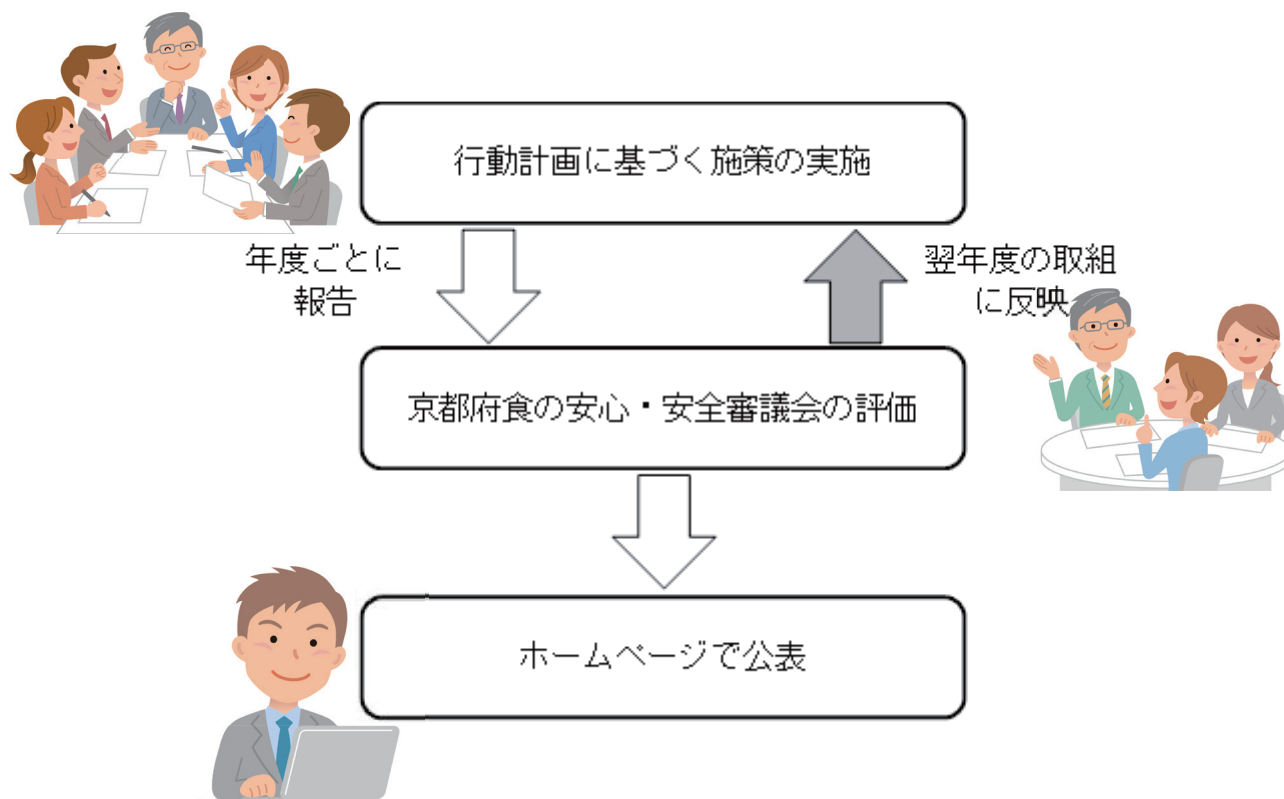 行動計画に基づく施策の実施
年度ごとに
報告
翌年度の取組
に反映
京都府食の安心・安全審議会の評価
ホームページで公表